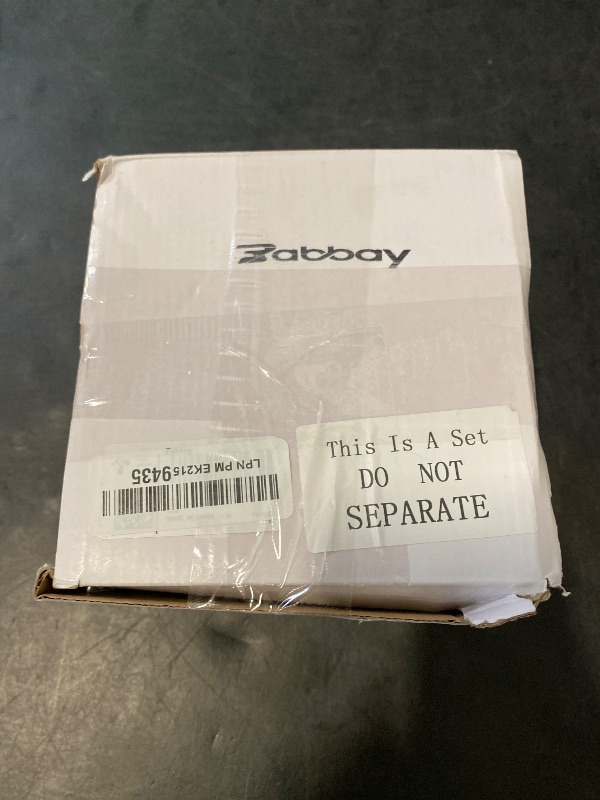 Babbay
LPN PM EK2159435
This Is A Set
DO NOT
SEPARATE